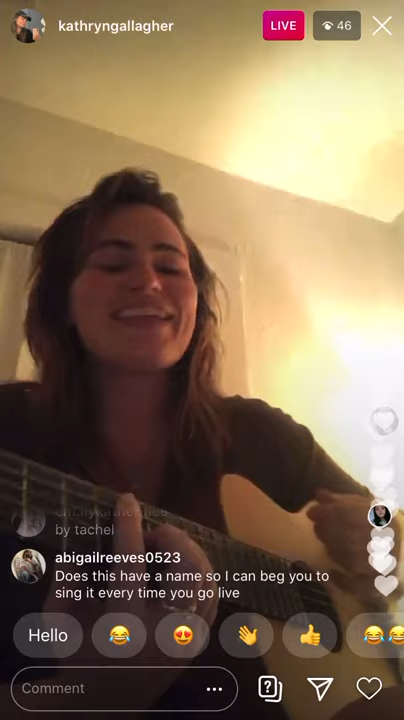 kathryngallagher
LIVE
46
by tachel
abigailreeves0523
Does this have a name so I can beg you to
sing it every time you go live
Hello
Comment